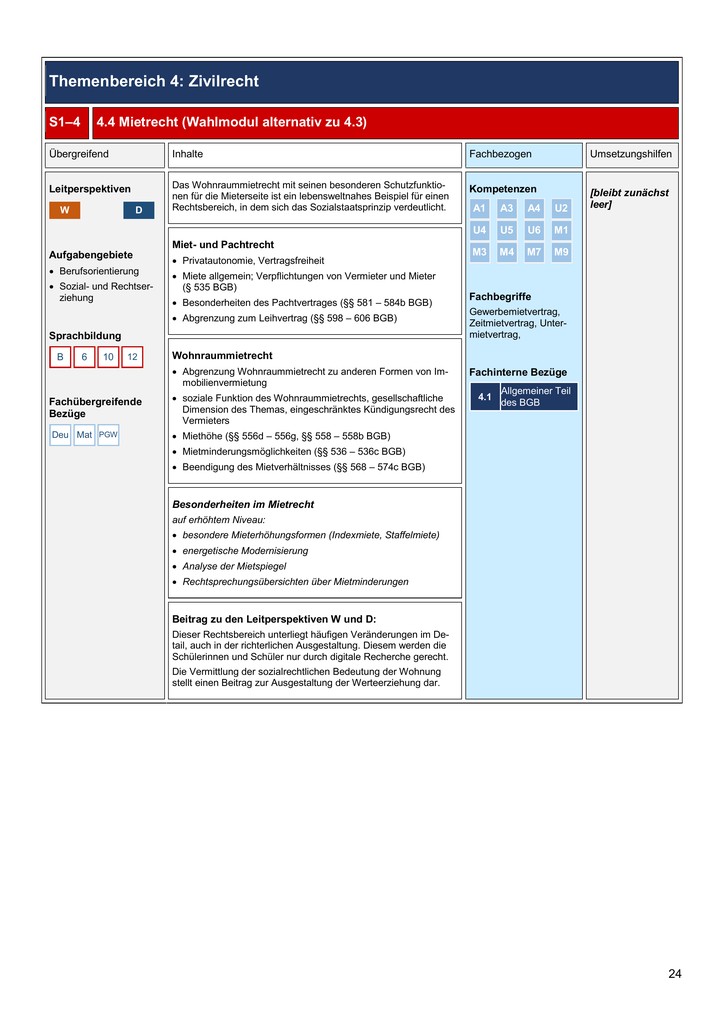 Themenbereich 4: Zivilrecht
S1–4
4.4 Mietrecht (Wahlmodul alternativ zu 4.3)
Übergreifend
Inhalte
Fachbezogen
Umsetzungshilfen
Leitperspektiven
W
D
Aufgabengebiete
• Berufsorientierung
• Sozial- und Rechtser-
ziehung
Sprachbildung
B
6
10
12
Fachübergreifende
Bezüge
Deu
Mat
PGW
Das Wohnraummietrecht mit seinen besonderen Schutzfunktio-
nen für die Mieterseite ist ein lebensweltnahes Beispiel für einen
Rechtsbereich, in dem sich das Sozialstaatsprinzip verdeutlicht.
Miet- und Pachtrecht
• Privatautonomie, Vertragsfreiheit
• Miete allgemein; Verpflichtungen von Vermieter und Mieter
(§ 535 BGB)
• Besonderheiten des Pachtvertrages (§§ 581 – 584b BGB)
• Abgrenzung zum Leihvertrag (§§ 598 – 606 BGB)
Wohnraummietrecht
• Abgrenzung Wohnraummietrecht zu anderen Formen von Im-
mobilienvermietung
• soziale Funktion des Wohnraummietrechts, gesellschaftliche
Dimension des Themas, eingeschränktes Kündigungsrecht des
Vermieters
• Miethöhe (§§ 556d – 556g, §§ 558 – 558b BGB)
• Mietminderungsmöglichkeiten (§§ 536 – 536c BGB)
• Beendigung des Mietverhältnisses (§§ 568 – 574c BGB)
Besonderheiten im Mietrecht
auf erhöhtem Niveau:
• besondere Mieterhöhungsformen (Indexmiete, Staffelmiete)
• energetische Modernisierung
• Analyse der Mietspiegel
• Rechtsprechungsübersichten über Mietminderungen
Beitrag zu den Leitperspektiven W und D:
Dieser Rechtsbereich unterliegt häufigen Veränderungen im De-
tail, auch in der richterlichen Ausgestaltung. Diesem werden die
Schülerinnen und Schüler nur durch digitale Recherche gerecht.
Die Vermittlung der sozialrechtlichen Bedeutung der Wohnung
stellt einen Beitrag zur Ausgestaltung der Werteerziehung dar.
Kompetenzen
A1 A3 A4 U2
U4 U5 U6 M1
M3 M4 M7 M9
Fachbegriffe
Gewerbemietvertrag,
Zeitmietvertrag, Unter-
mietvertrag,
Fachinterne Bezüge
4.1
Allgemeiner Teil
des BGB
[bleibt zunächst
leer]
24